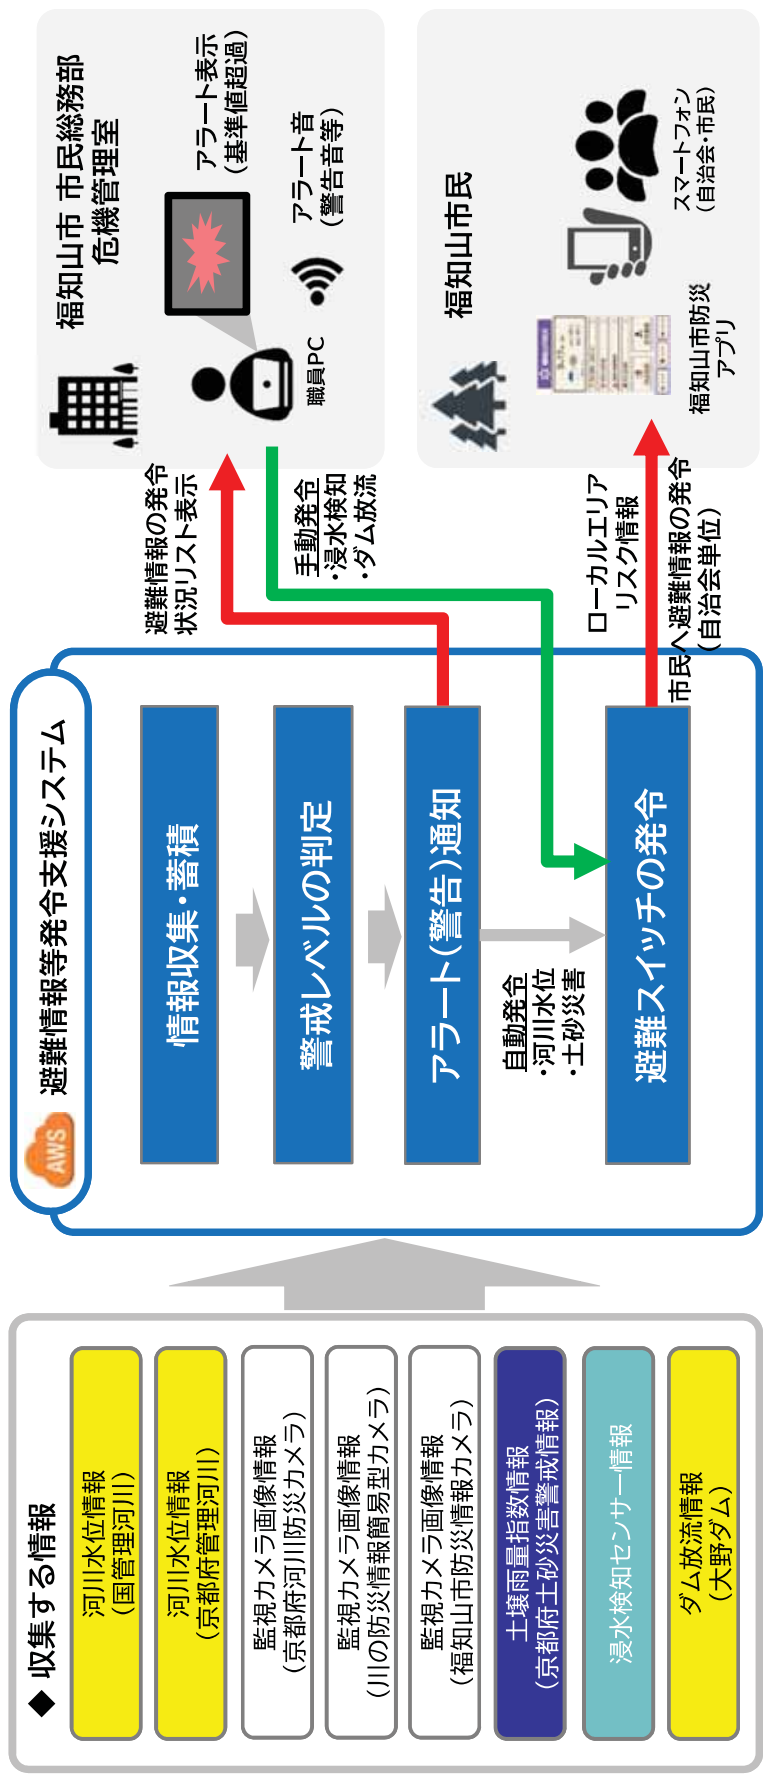 ◆ 収集する情報
河川水位情報
(国管理河川)
河川水位情報
(京都府管理河川)
監視カメラ画像情報
(京都府河川防災カメラ)
監視カメラ画像情報
(川の防災情報簡易型カメラ)
監視カメラ画像情報
(福知山市防災情報カメラ)
土壌雨量指数情報
(京都府土砂災害警戒情報)
浸水検知センサー情報
ダム放流情報
(大野ダム)
AWS
避難情報等発令支援システム
情報収集・蓄積
警戒レベルの判定
アラート(警告)通知
自動発令
・河川水位
・土砂災害
避難スイッチの発令
避難情報の発令
状況リスト表示
手動発令
・浸水検知
・ダム放流
ローカルエリア
リスク情報
市民へ避難情報の発令
(自治会単位)
福知山市 市民総務部
危機管理室
アラート表示
(基準値超過)
アラート音
(警告音等)
職員PC
福知山市民
福知山市防災
アプリ
スマートフォン
(自治会・市民)